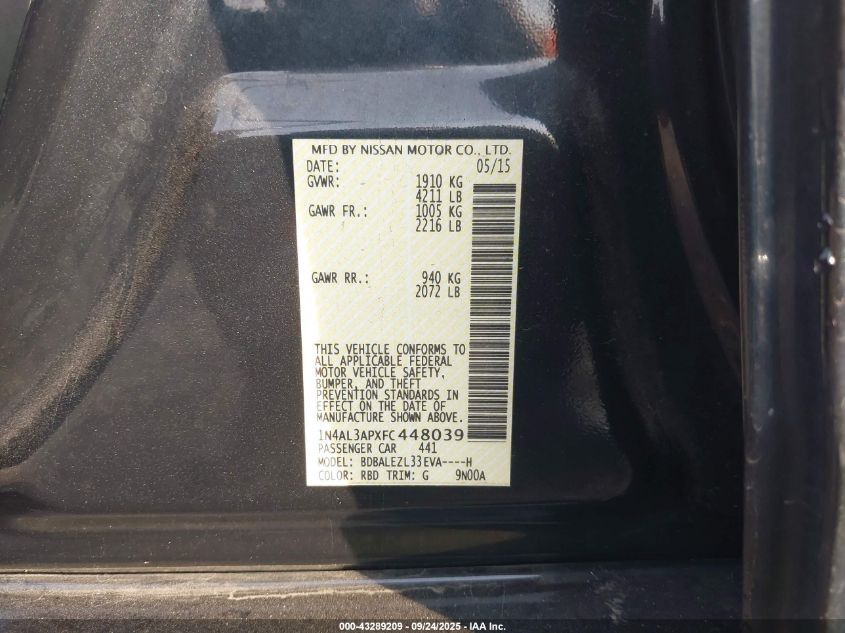 MFD BY NISSAN MOTOR CO., LTD.
DATE: 05/15
GVWR: 1910 KG
4211 LB
GAWR FR.: 1005 KG
2216 LB
GAWR RR.: 940 KG
2072 LB
THIS VEHICLE CONFORMS TO
ALL APPLICABLE FEDERAL
MOTOR VEHICLE SAFETY,
BUMPER, AND THEFT
PREVENTION STANDARDS IN
EFFECT ON THE DATE OF
MANUFACTURE SHOWN ABOVE.
1N4AL3APXFC448039
PASSENGER CAR 441
MODEL: BDBALEZL33EVA----H
COLOR: RBD TRIM: G 9N00A
000-43289209 - 09/24/2025 - IAA Inc.